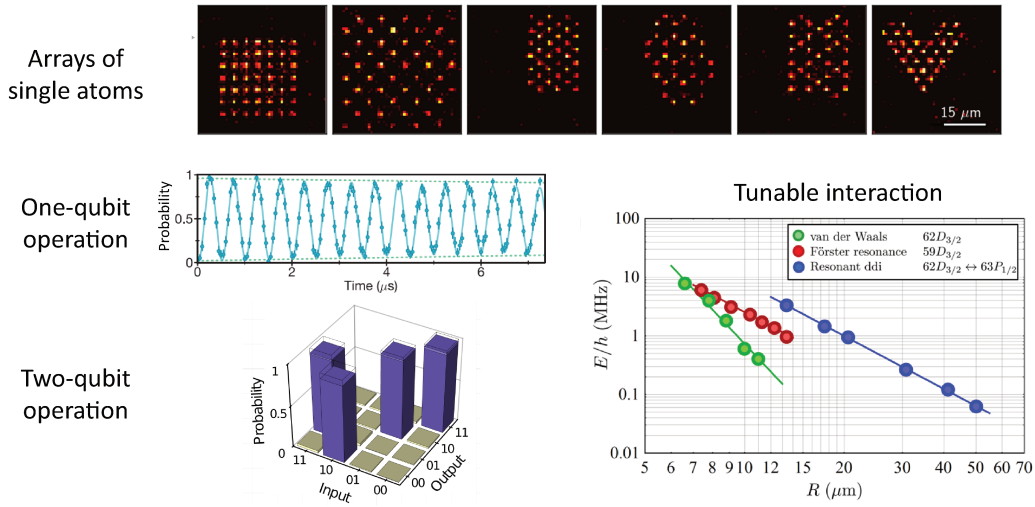 Arrays of
single atoms
15 μm
One-qubit
operation
Probability
1
0.5
0
0
2
4
6
Time (μs)
Two-qubit
operation
Probability
1
0.5
0
11
10
01
00
Input
00
01
10
11
Output
Tunable interaction
E/h (MHz)
100
10
1
0.1
0.01
van der Waals 62D3/2
Förster resonance 59D3/2
Resonant ddi 62D3/2 ↔ 63P1/2
5 6 7 8 9 10 12 15 20 30 40 50 60 70
R (μm)